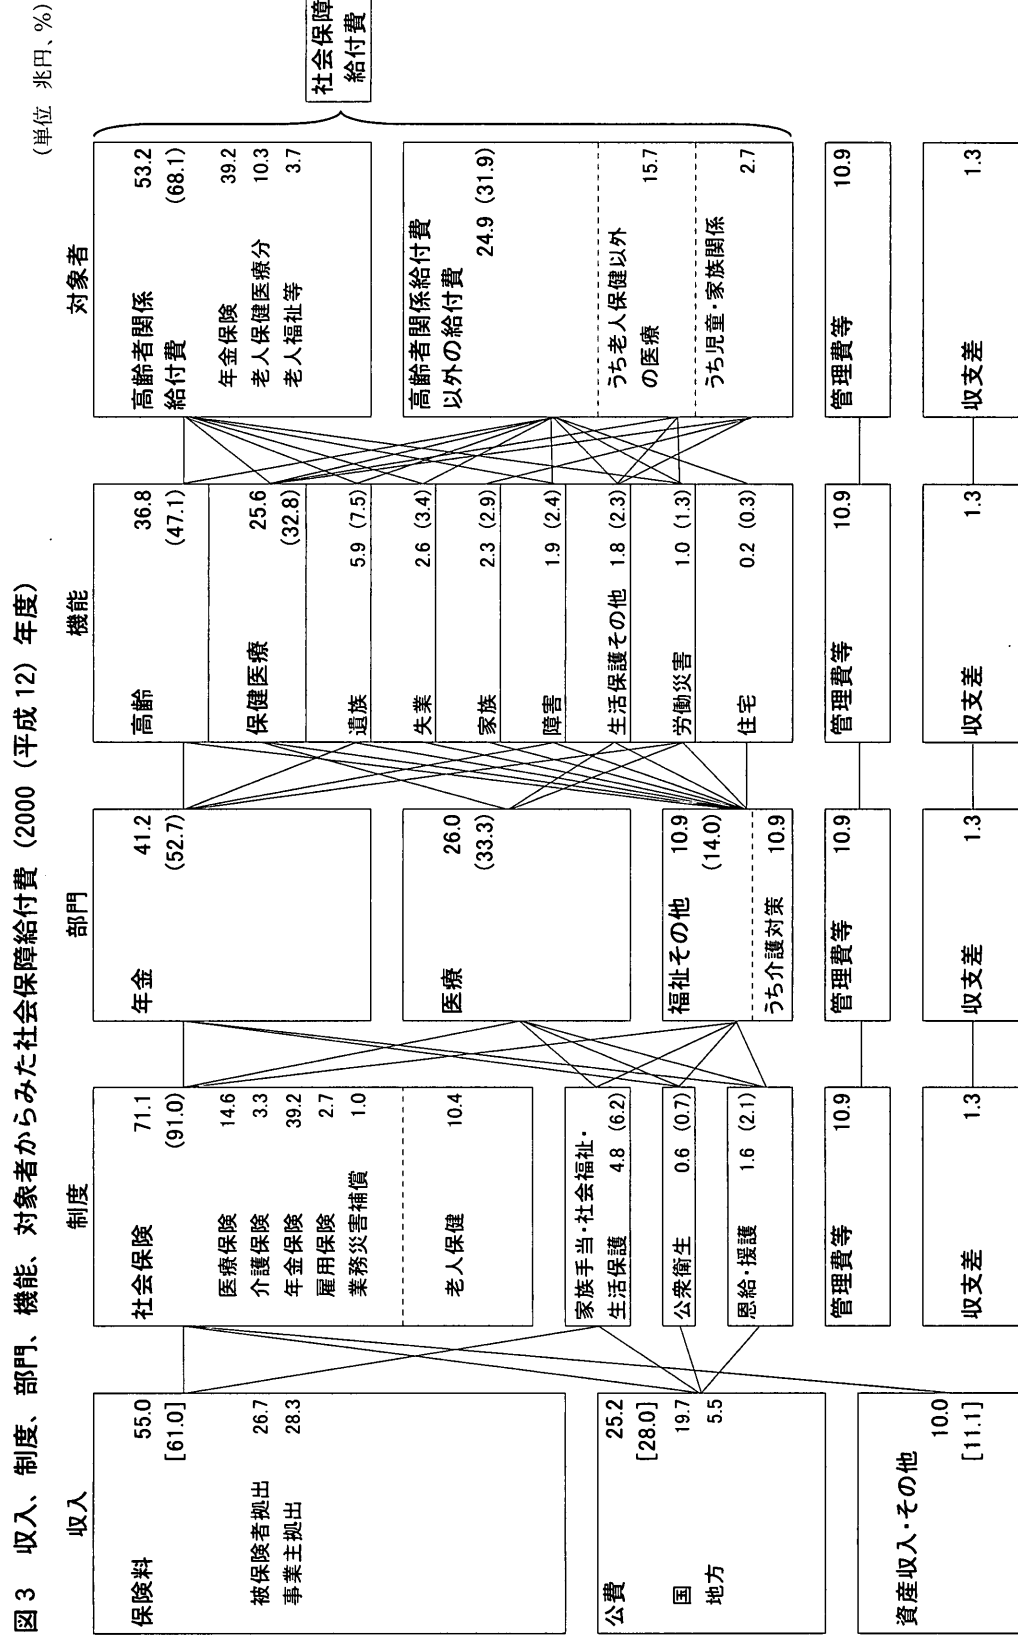 図3 収入、制度、部門、機能、対象者からみた社会保障給付費(2000(平成12)年度)
(単位 兆円、%)
収入
保険料 55.0
[61.0]
被保険者拠出 26.7
事業主拠出 28.3
公費 25.2
[28.0]
国 19.7
地方 5.5
資産収入・その他 10.0
[11.1]
制度
社会保険 71.1
(91.0)
医療保険 14.6
介護保険 3.3
年金保険 39.2
雇用保険 2.7
業務災害補償 1.0
老人保健 10.4
家族手当・社会福祉・
生活保護 4.8 (6.2)
公衆衛生 0.6 (0.7)
恩給・援護 1.6 (2.1)
管理費等 10.9
収支差 1.3
部門
年金 41.2
(52.7)
医療 26.0
(33.3)
福祉その他 10.9
(14.0)
うち介護対策 10.9
管理費等 10.9
収支差 1.3
機能
高齢 36.8
(47.1)
保健医療 25.6
(32.8)
遺族 5.9 (7.5)
失業 2.6 (3.4)
家族 2.3 (2.9)
障害 1.9 (2.4)
生活保護その他 1.8 (2.3)
労働災害 1.0 (1.3)
住宅 0.2 (0.3)
管理費等 10.9
収支差 1.3
対象者
高齢者関係 53.2
給付費 (68.1)
年金保険 39.2
老人保健医療分 10.3
老人福祉等 3.7
高齢者関係給付費
以外の給付費
24.9 (31.9)
うち老人保健以外
の医療 15.7
うち児童・家族関係 2.7
管理費等 10.9
収支差 1.3
社会保障
給付費